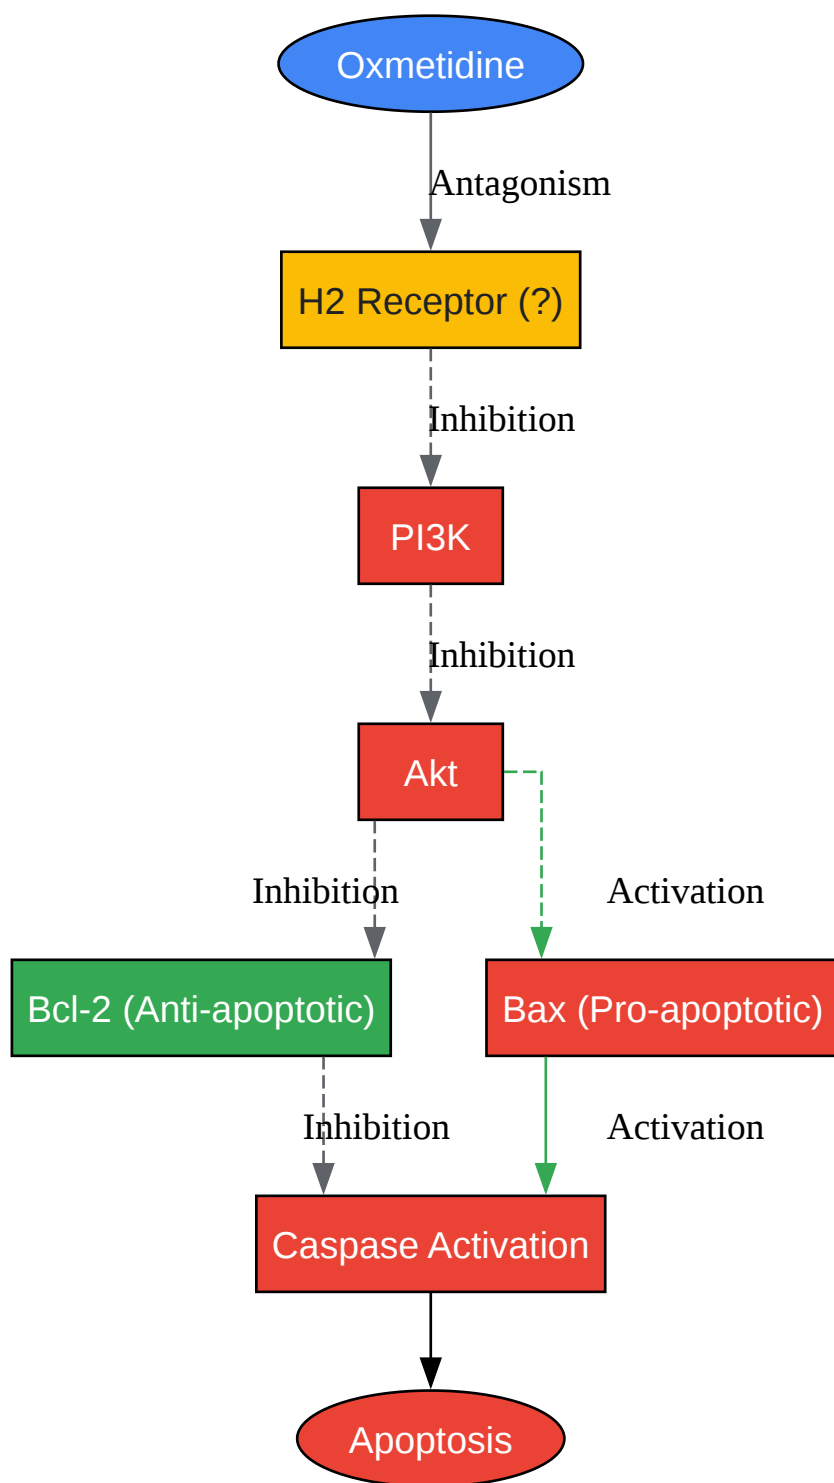 Oxmetidine
Antagonism
H2 Receptor (?)
Inhibition
PI3K
Inhibition
Akt
Inhibition
Activation
Bcl-2 (Anti-apoptotic)
Bax (Pro-apoptotic)
Inhibition
Activation
Caspase Activation
Apoptosis